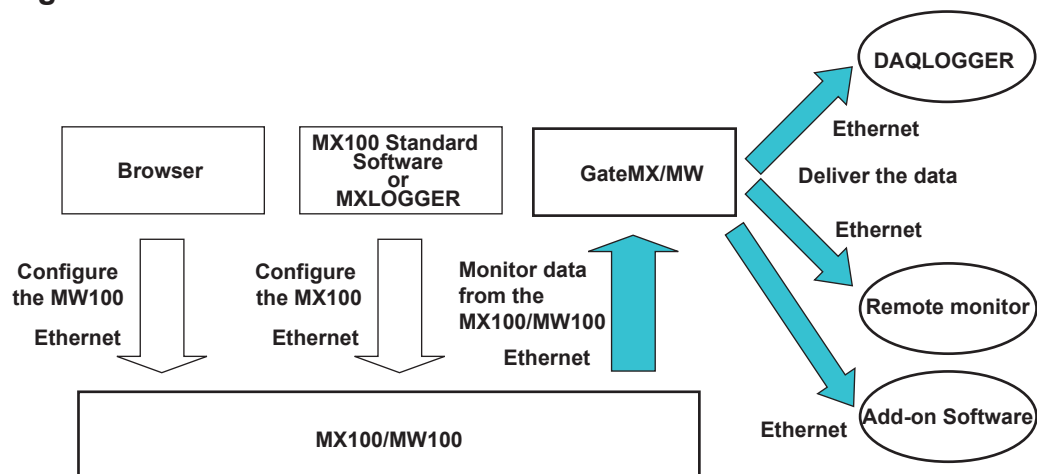 DAQLOGGER
Ethernet
Browser
MX100 Standard
Software
or
MXLOGGER
GateMX/MW
Deliver the data
Ethernet
Configure
the MW100
Ethernet
Configure
the MX100
Ethernet
Monitor data
from the
MX100/MW100
Ethernet
Remote monitor
Ethernet
Add-on Software
MX100/MW100